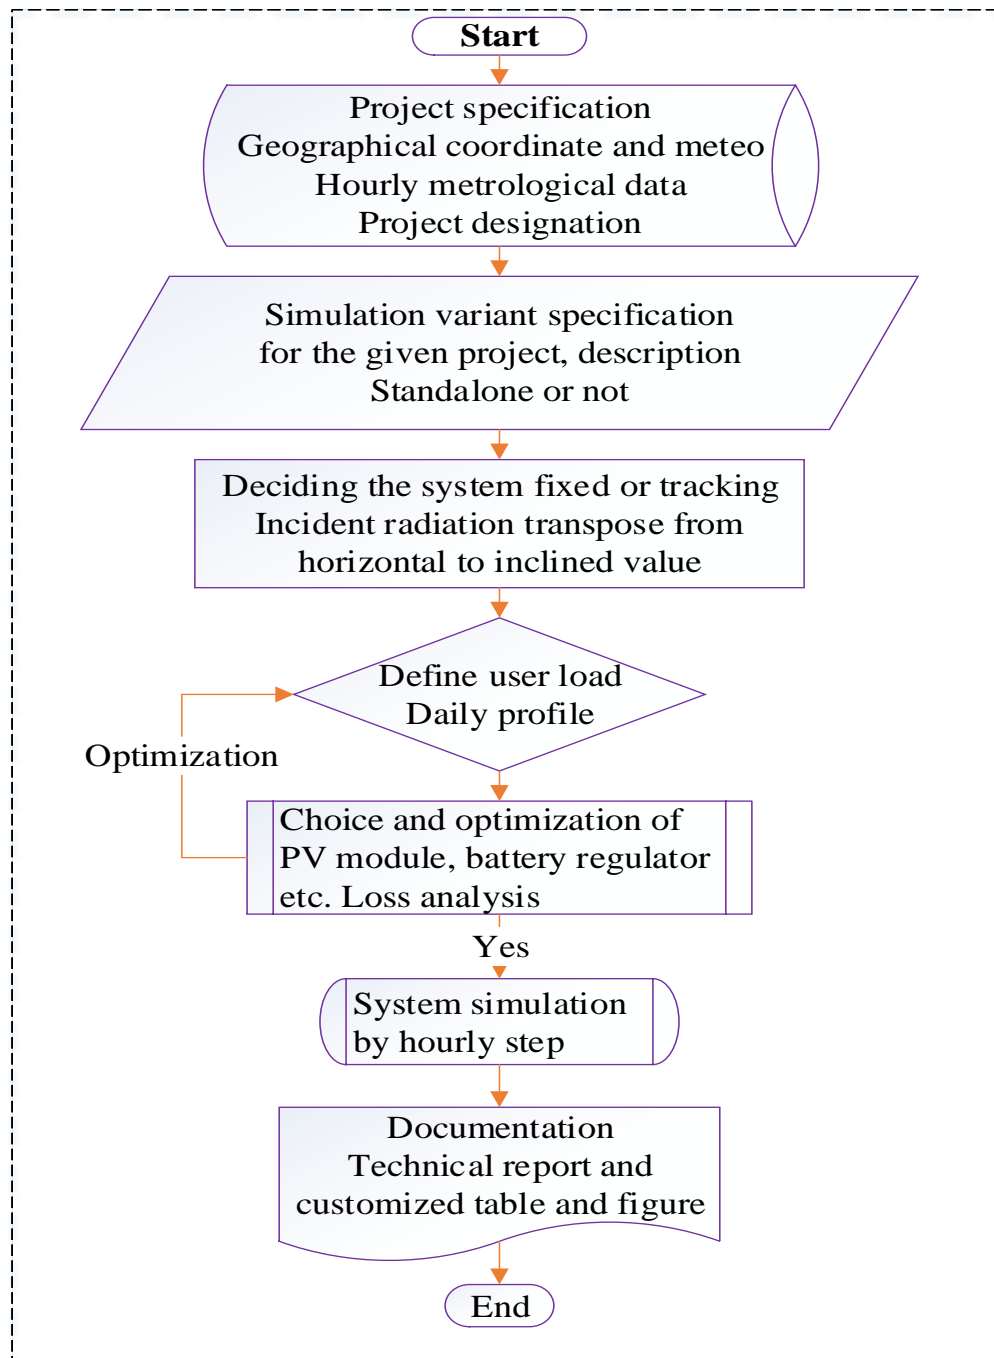 Start
Project specification
Geographical coordinate and meteo
Hourly metrological data
Project designation
Simulation variant specification
for the given project, description
Standalone or not
Deciding the system fixed or tracking
Incident radiation transpose from
horizontal to inclined value
Define user load
Daily profile
Optimization
Choice and optimization of
PV module, battery regulator
etc. Loss analysis
Yes
System simulation
by hourly step
Documentation
Technical report and
customized table and figure
End